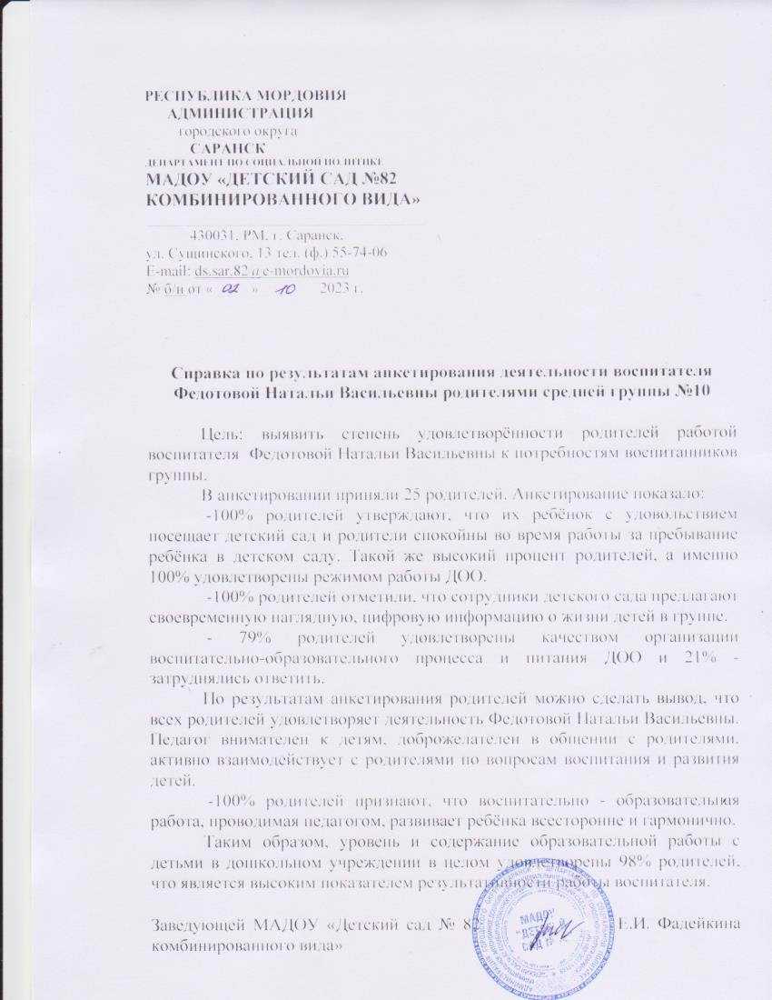 РЕСПУБЛИКА МОРДОВИЯ
АДМИНИСТРАЦИЯ
городского округа
САРАНСК
ДЕПАРТАМЕНТ ПО СОЦИАЛЬНОЙ ПОЛИТИКЕ
МАДОУ «ДЕТСКИЙ САД №82
КОМБИНИРОВАННОГО ВИДА»
430031, РМ, г. Саранск,
ул. Сущинского, 13 тел. (ф.) 55-74-06
E-mail: ds.sar.82@e-mordovia.ru
№ б/н от « 02 » 10 2023 г.
Справка по результатам анкетирования деятельности воспитателя
Федотовой Натальи Васильевны родителями средней группы №10
Цель: выявить степень удовлетворённости родителей работой
воспитателя Федотовой Натальи Васильевны к потребностям воспитанников
группы.
В анкетировании приняли 25 родителей. Анкетирование показало:
-100% родителей утверждают, что их ребёнок с удовольствием
посещает детский сад и родители спокойны во время работы за пребывание
ребёнка в детском саду. Такой же высокий процент родителей, а именно
100% удовлетворены режимом работы ДОО.
-100% родителей отметили, что сотрудники детского сада предлагают
своевременную наглядную, цифровую информацию о жизни детей в группе.
- 79% родителей удовлетворены качеством организации
воспитательно-образовательного процесса и питания ДОО и 21% -
затруднялись ответить.
По результатам анкетирования родителей можно сделать вывод, что
всех родителей удовлетворяет деятельность Федотовой Натальи Васильевны.
Педагог внимателен к детям, доброжелателен в общении с родителями,
активно взаимодействует с родителями по вопросам воспитания и развития
детей.
-100% родителей признают, что воспитательно - образовательная
работа, проводимая педагогом, развивает ребёнка всесторонне и гармонично.
Таким образом, уровень и содержание образовательной работы с
детьми в дошкольном учреждении в целом удовлетворены 98% родителей,
что является высоким показателем результативности работы воспитателя.
Заведующей МАДОУ «Детский сад № 8 Е.И. Фадейкина
комбинированного вида»
МАДОУ
"ДЕТСКИЙ
САД №